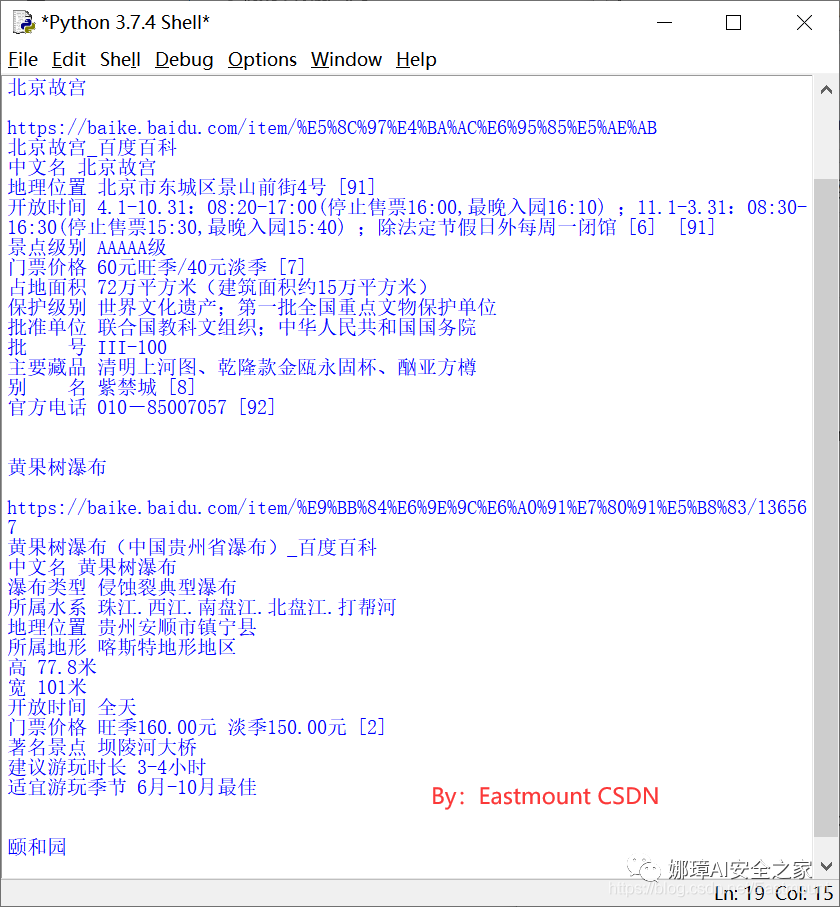 *Python 3.7.4 Shell*
File Edit Shell Debug Options Window Help
北京故宫
https://baike.baidu.com/item/%E5%8C%97%E4%BA%AC%E6%95%85%E5%AE%AB
北京故宫_百度百科
中文名 北京故宫
地理位置 北京市东城区景山前街4号 [91]
开放时间 4.1-10.31：08:20-17:00(停止售票16:00,最晚入园16:10) ；11.1-3.31：08:30-
16:30(停止售票15:30,最晚入园15:40) ；除法定节假日外每周一闭馆 [6]  [91]
景点级别 AAAAA级
门票价格 60元旺季/40元淡季 [7]
占地面积 72万平方米（建筑面积约15万平方米）
保护级别 世界文化遗产；第一批全国重点文物保护单位
批准单位 联合国教科文组织；中华人民共和国国务院
批    号 III-100
主要藏品 清明上河图、乾隆款金瓯永固杯、酗亚方樽
别    名 紫禁城 [8]
官方电话 010－85007057 [92]
黄果树瀑布
https://baike.baidu.com/item/%E9%BB%84%E6%9E%9C%E6%A0%91%E7%80%91%E5%B8%83/13656
7
黄果树瀑布（中国贵州省瀑布）_百度百科
中文名 黄果树瀑布
瀑布类型 侵蚀裂典型瀑布
所属水系 珠江.西江.南盘江.北盘江.打帮河
地理位置 贵州安顺市镇宁县
所属地形 喀斯特地形地区
高 77.8米
宽 101米
开放时间 全天
门票价格 旺季160.00元 淡季150.00元 [2]
著名景点 坝陵河大桥
建议游玩时长 3-4小时
适宜游玩季节 6月-10月最佳
By：Eastmount CSDN
颐和园
娜璋AI安全之家
Ln: 19 Col: 15